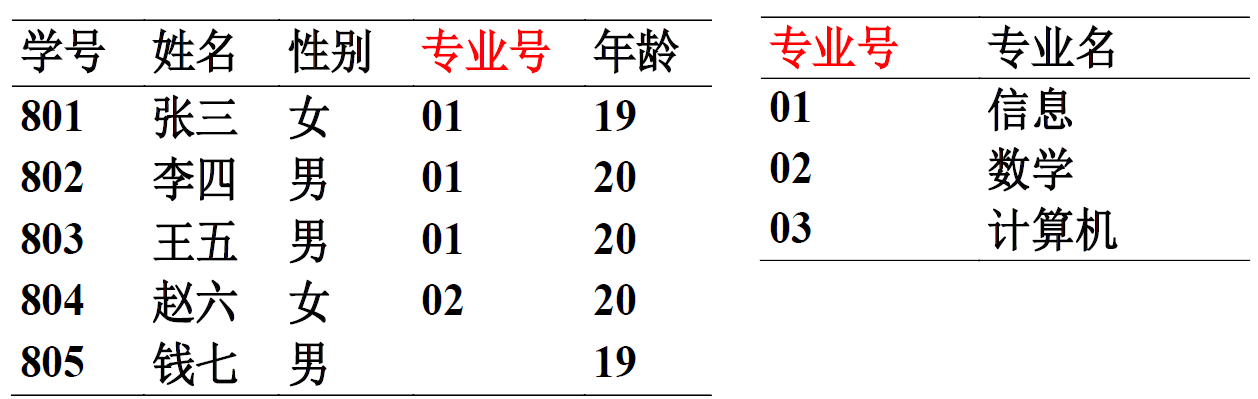 学号 姓名 性别 专业号 年龄
801 张三 女 01 19
802 李四 男 01 20
803 王五 男 01 20
804 赵六 女 02 20
805 钱七 男 19
专业号 专业名
01 信息
02 数学
03 计算机